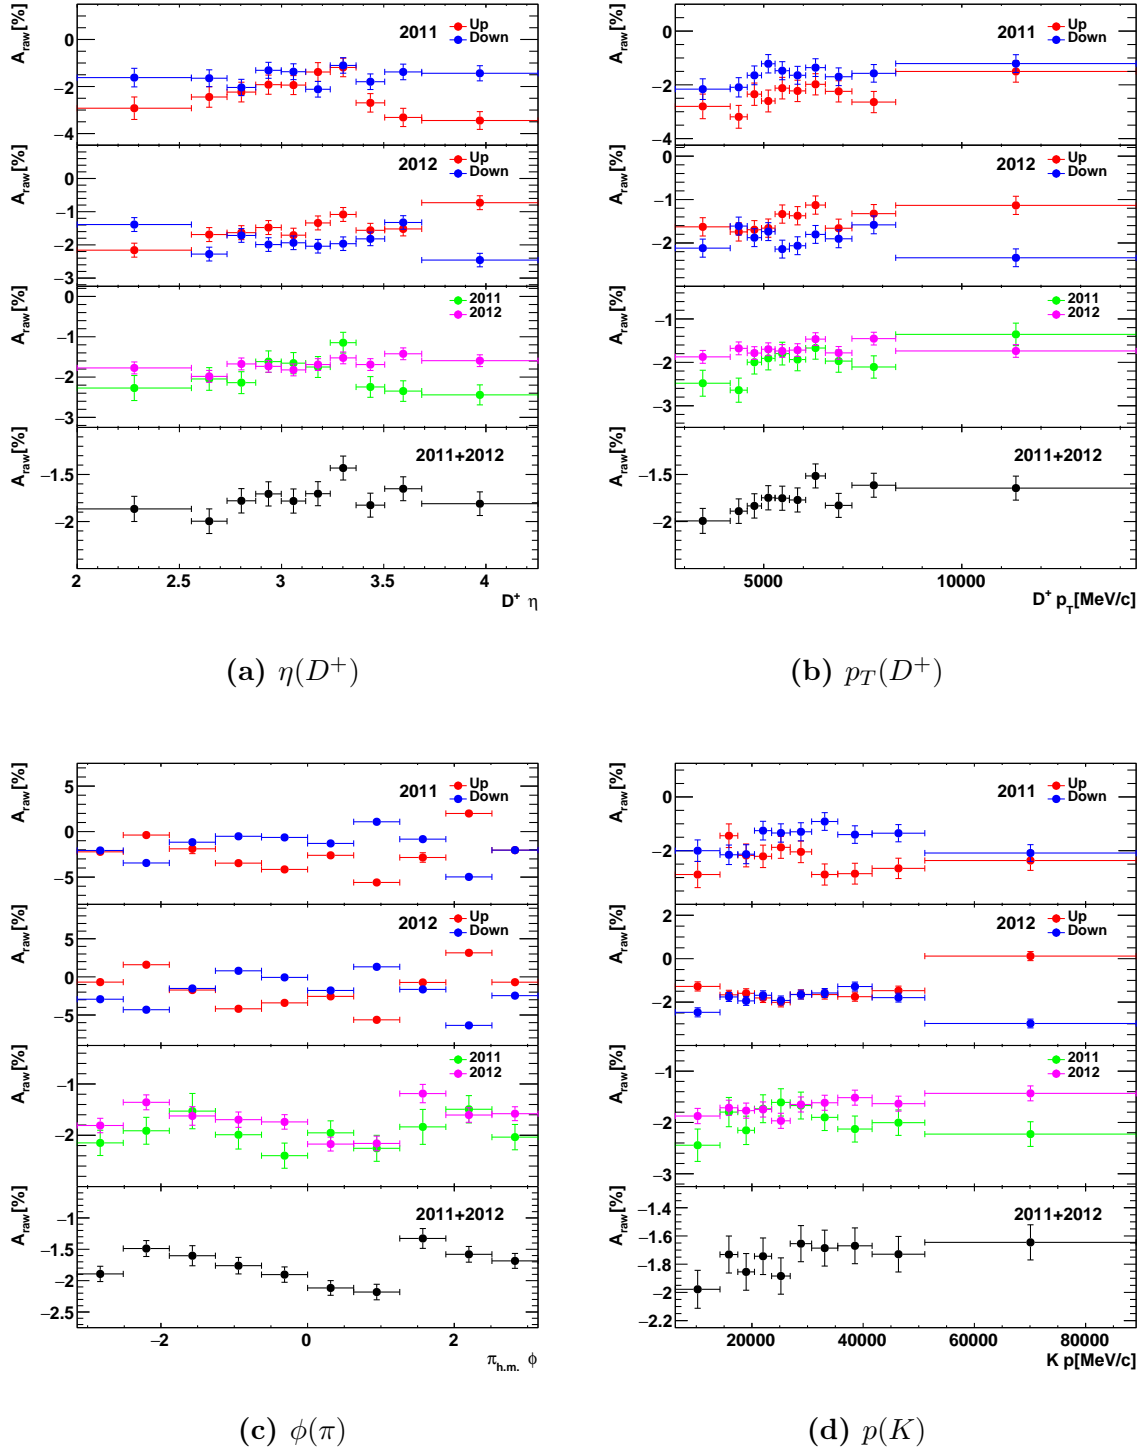 A_raw[%]
0
−2
−4
2011
Up
Down
A_raw[%]
0
−1
−2
−3
2012
Up
Down
A_raw[%]
0
−1
−2
−3
2011
2012
A_raw[%]
−1.5
−2
2011+2012
2 2.5 3 3.5 4
D⁺ η
(a) η(D⁺)
A_raw[%]
0
−2
−4
2011
Up
Down
A_raw[%]
0
−2
2012
Up
Down
A_raw[%]
−1
−2
−3
2011
2012
A_raw[%]
−1.5
−2
2011+2012
5000 10000
D⁺ p_T[MeV/c]
(b) p_T(D⁺)
A_raw[%]
5
0
−5
2011
Up
Down
A_raw[%]
5
0
−5
2012
Up
Down
A_raw[%]
−1
−2
2011
2012
A_raw[%]
−1
−1.5
−2
−2.5
2011+2012
−2 0 2
π_h.m. ϕ
(c) ϕ(π)
A_raw[%]
0
−2
2011
Up
Down
A_raw[%]
2
0
−2
2012
Up
Down
A_raw[%]
−1
−2
−3
2011
2012
A_raw[%]
−1.4
−1.6
−1.8
−2
−2.2
2011+2012
20000 40000 60000 80000
K p[MeV/c]
(d) p(K)